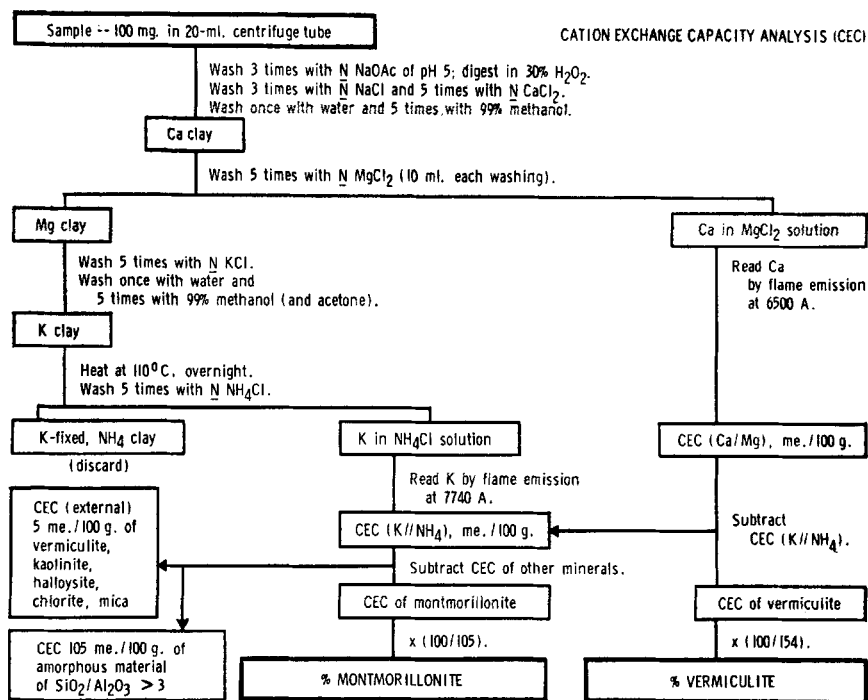 Sample -- 100 mg. in 20-ml. centrifuge tube
CATION EXCHANGE CAPACITY ANALYSIS (CEC)
Wash 3 times with N NaOAc of pH 5; digest in 30% H₂O₂.
Wash 3 times with N NaCl and 5 times with N CaCl₂.
Wash once with water and 5 times with 99% methanol.
Ca clay
Wash 5 times with N MgCl₂ (10 ml. each washing).
Mg clay
Ca in MgCl₂ solution
Wash 5 times with N KCl.
Wash once with water and
5 times with 99% methanol (and acetone).
Read Ca
by flame emission
at 6500 A.
K clay
Heat at 110°C, overnight.
Wash 5 times with N NH₄Cl.
K-fixed, NH₄ clay
(discard)
K in NH₄Cl solution
CEC (Ca/Mg), me./100 g.
Read K by flame emission
at 7740 A.
CEC (external)
5 me./100 g. of
vermiculite,
kaolinite,
halloysite,
chlorite, mica
CEC (K//NH₄), me./100 g.
Subtract
CEC (K//NH₄).
Subtract CEC of other minerals.
CEC of montmorillonite
CEC of vermiculite
CEC 105 me./100 g. of
amorphous material
of SiO₂/Al₂O₃ > 3
x (100/105).
x (100/154).
% MONTMORILLONITE
% VERMICULITE